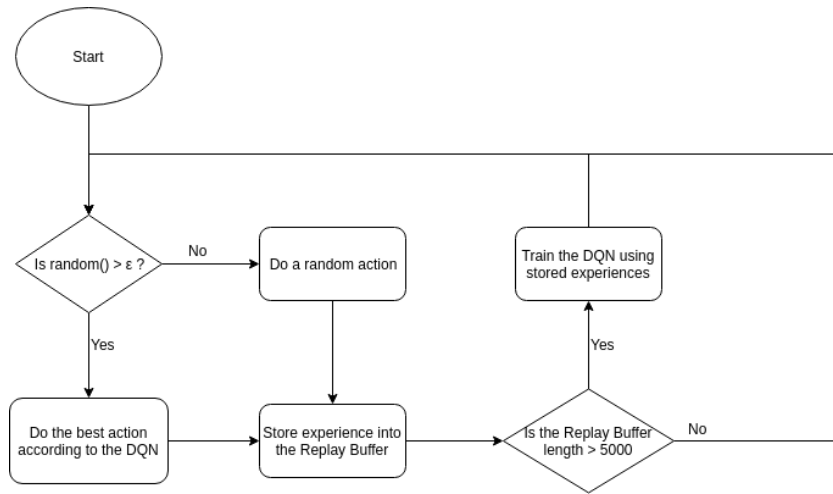 Start
Is random() > ε ?
No
Do a random action
Train the DQN using
stored experiences
Yes
Yes
Do the best action
according to the DQN
Store experience into
the Replay Buffer
Is the Replay Buffer
length > 5000
No